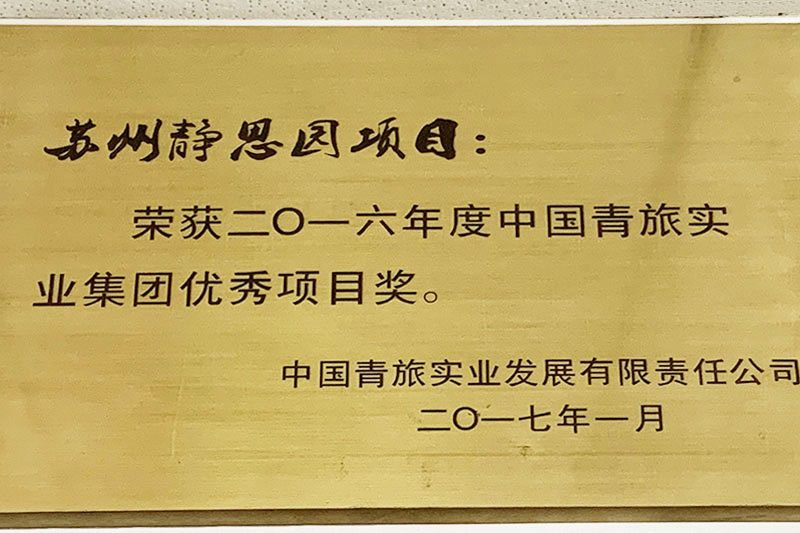 苏州静思园项目：
荣获二〇一六年度中国青旅实
业集团优秀项目奖。
中国青旅实业发展有限责任公司
二〇一七年一月